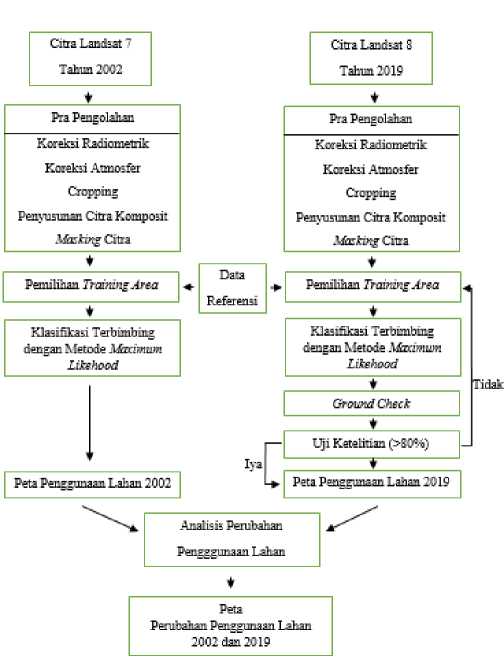 Citra Landsat 7
Tahun 2002
Citra Landsat 8
Tahun 2019
Pra Pengolahan
Koreksi Radiometrik
Koreksi Atmosfer
Cropping
Penyusunan Citra Komposit
Masking Citra
Pra Pengolahan
Koreksi Radiometrik
Koreksi Atmosfer
Cropping
Penyusunan Citra Komposit
Masking Citra
Pemilihan Training Area
Data
Referensi
Pemilihan Training Area
Klasifikasi Terbimbing
dengan Metode Maximum
Likehood
Klasifikasi Terbimbing
dengan Metode Maximum
Likehood
Tidak
Ground Check
Uji Ketelitian (>80%)
Iya
Peta Penggunaan Lahan 2002
Peta Penggunaan Lahan 2019
Analisis Perubahan
Pengggunaan Lahan
Peta
Perubahan Penggunaan Lahan
2002 dan 2019